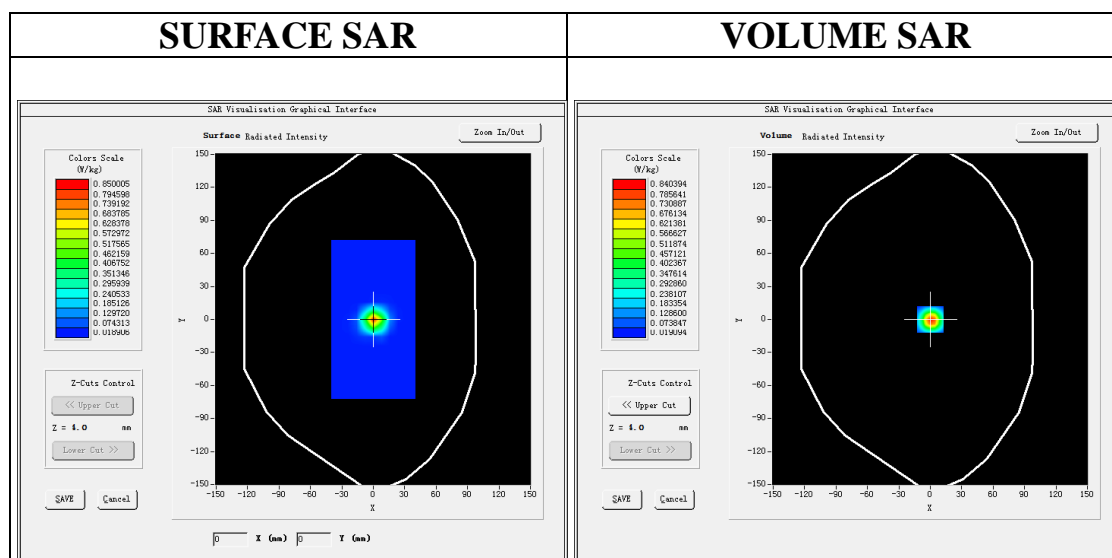 SURFACE SAR
VOLUME SAR
SAR Visualisation Graphical Interface
Surface Radiated Intensity
Zoom In/Out
Colors Scale
(W/kg)
0.850005
0.794598
0.739192
0.683785
0.628378
0.572972
0.517565
0.462159
0.406752
0.351346
0.295939
0.240533
0.185126
0.129720
0.074313
0.018906
150
120
90
60
30
0
-30
-60
-90
-120
-150
Y
-150 -120 -90 -60 -30 0 30 60 90 120 150
X
Z-Cuts Control
<< Upper Cut
Z = 4.0 mm
Lower Cut >>
SAVE Cancel
0 X (mm) 0 Y (mm)
SAR Visualisation Graphical Interface
Volume Radiated Intensity
Zoom In/Out
Colors Scale
(W/kg)
0.840394
0.785641
0.730887
0.676134
0.621381
0.566627
0.511874
0.457121
0.402367
0.347614
0.292860
0.238107
0.183354
0.128600
0.073847
0.019094
150
120
90
60
30
0
-30
-60
-90
-120
-150
Y
-150 -120 -90 -60 -30 0 30 60 90 120 150
X
Z-Cuts Control
<< Upper Cut
Z = 4.0 mm
Lower Cut >>
SAVE Cancel